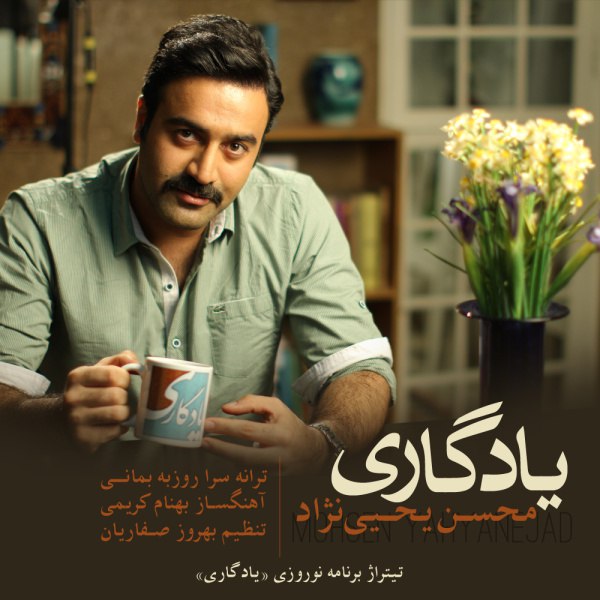 یادگاری
یادگاری
محسن یحیی‌نژاد
MOHSEN YAHYANEJAD
ترانه سرا روزبه بمانی
آهنگساز بهنام کریمی
تنظیم بهروز صفاریان
تیتراژ برنامه نوروزی «یادگاری»